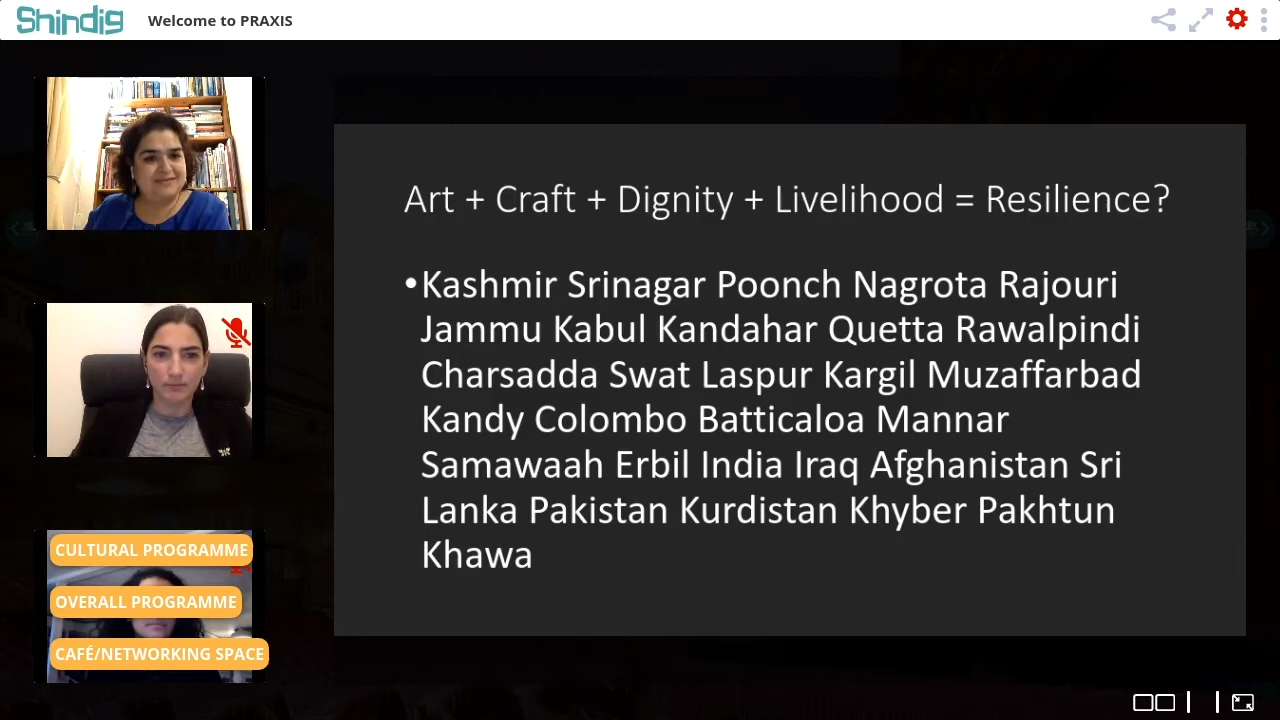 Shindig
Welcome to PRAXIS
Art + Craft + Dignity + Livelihood = Resilience?
•Kashmir Srinagar Poonch Nagrota Rajouri
Jammu Kabul Kandahar Quetta Rawalpindi
Charsadda Swat Laspur Kargil Muzaffarbad
Kandy Colombo Batticaloa Mannar
Samawaah Erbil India Iraq Afghanistan Sri
Lanka Pakistan Kurdistan Khyber Pakhtun
Khawa
CULTURAL PROGRAMME
OVERALL PROGRAMME
CAFÉ/NETWORKING SPACE